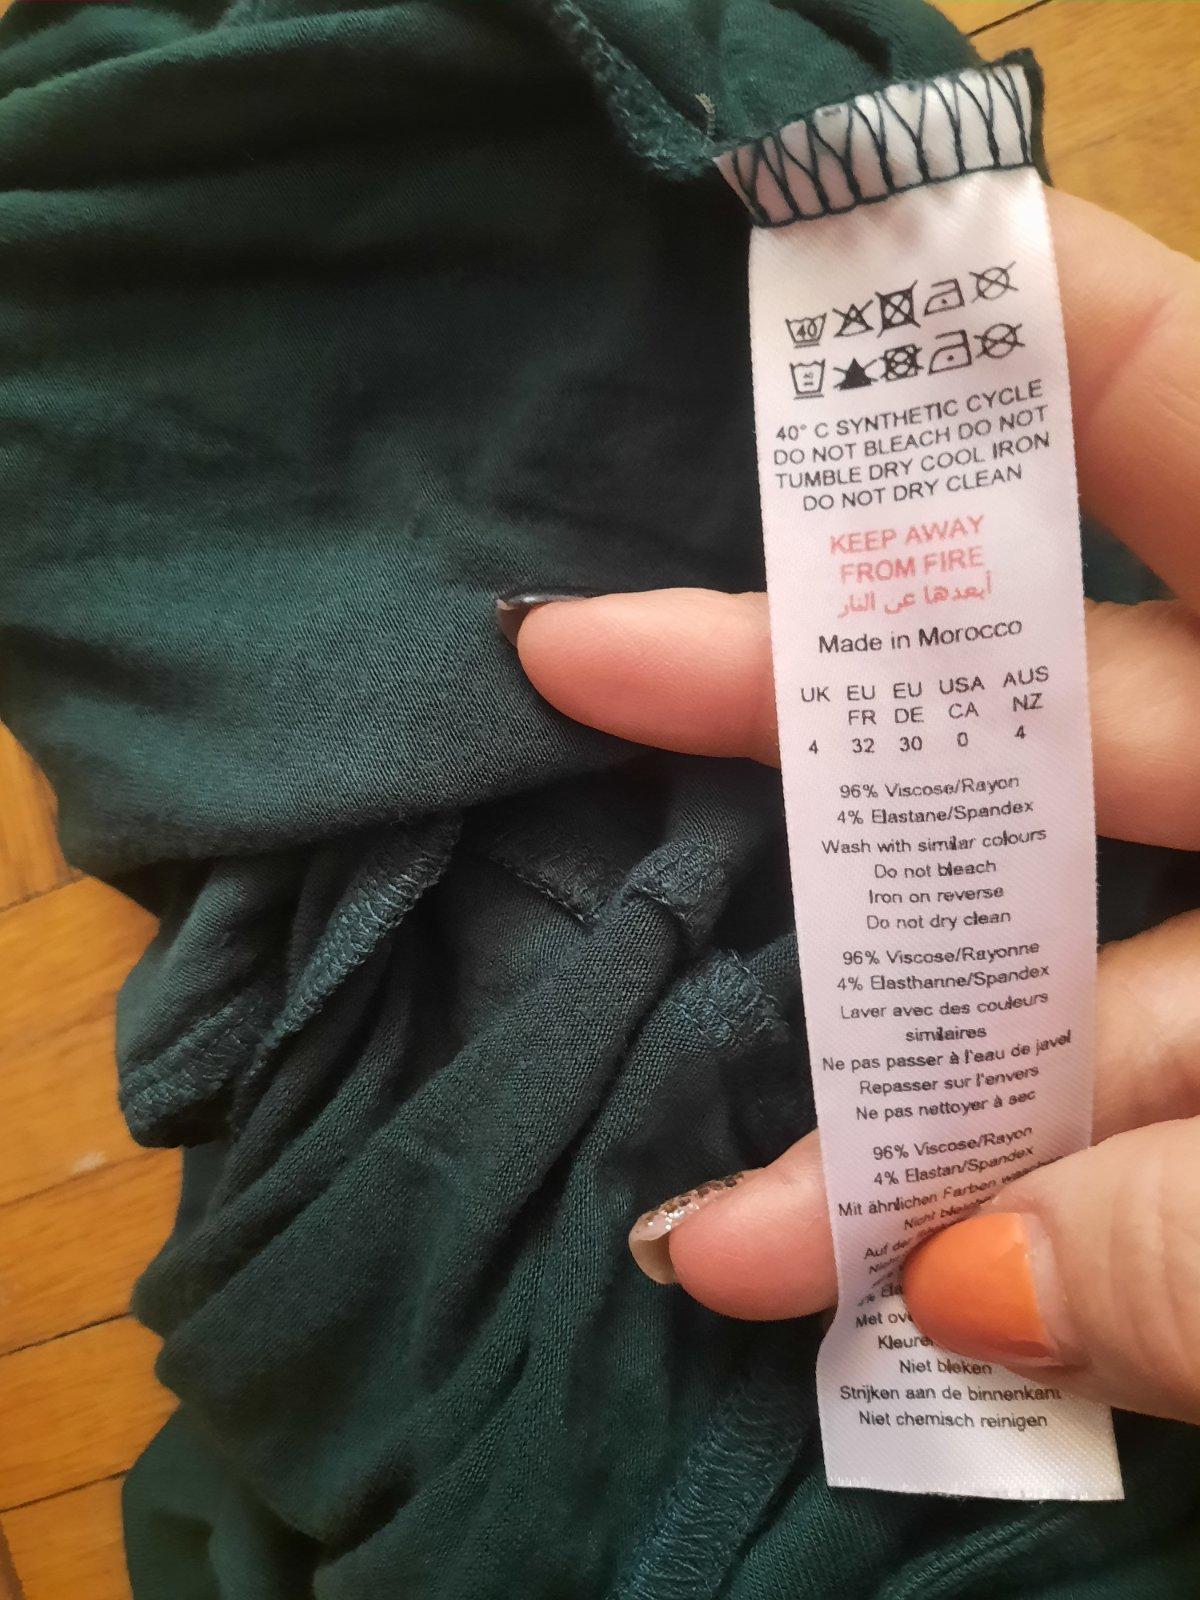 40
40
40° C SYNTHETIC CYCLE
DO NOT BLEACH DO NOT
TUMBLE DRY COOL IRON
DO NOT DRY CLEAN
KEEP AWAY
FROM FIRE
أبعدها عن النار
Made in Morocco
UK EU EU USA AUS
FR DE CA NZ
4 32 30 0 4
96% Viscose/Rayon
4% Elastane/Spandex
Wash with similar colours
Do not bleach
Iron on reverse
Do not dry clean
96% Viscose/Rayonne
4% Elasthanne/Spandex
Laver avec des couleurs
similaires
Ne pas passer à l'eau de javel
Repasser sur l'envers
Ne pas nettoyer à sec
96% Viscose/Rayon
4% Elastan/Spandex
Mit ähnlichen Farben
Nicht
Auf der
Met
Niet bleken
Strijken aan de binnenkant
Niet chemisch reinigen